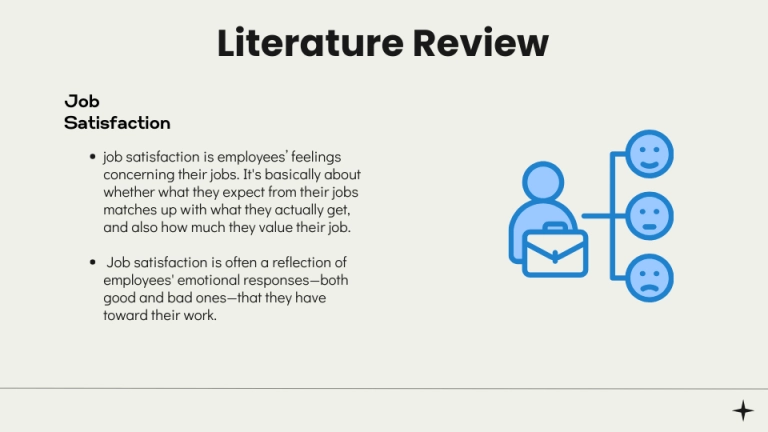 Literature Review
Job
Satisfaction
• job satisfaction is employees’ feelings
concerning their jobs. It's basically about
whether what they expect from their jobs
matches up with what they actually get,
and also how much they value their job.
• Job satisfaction is often a reflection of
employees' emotional responses—both
good and bad ones—that they have
toward their work.